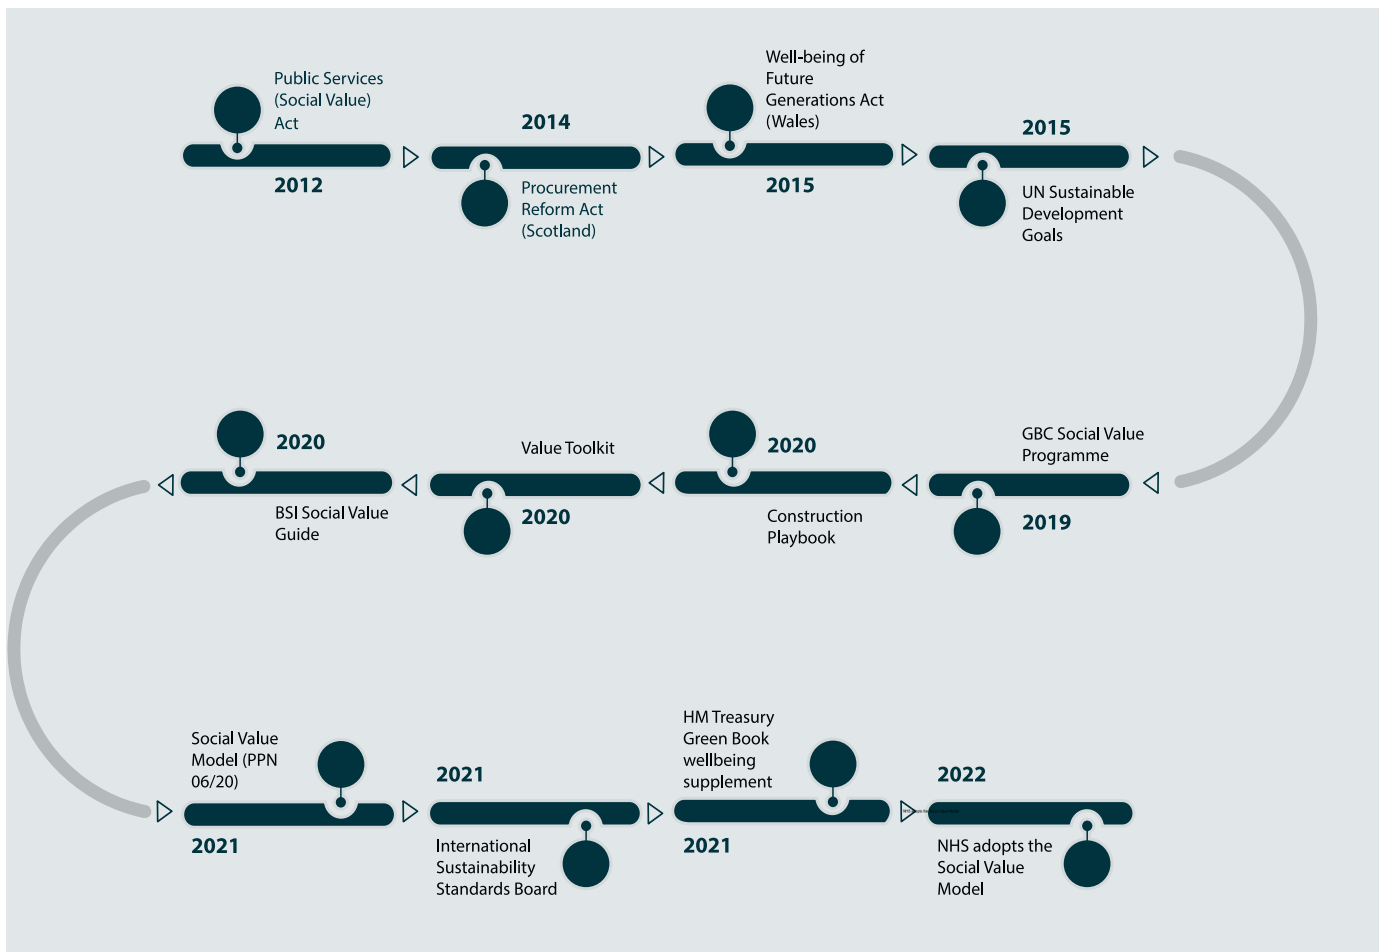 Public Services
(Social Value)
Act
2012
2014
Procurement
Reform Act
(Scotland)
Well-being of
Future
Generations Act
(Wales)
2015
2015
UN Sustainable
Development
Goals
GBC Social Value
Programme
2019
2020
Construction
Playbook
Value Toolkit
2020
2020
BSI Social Value
Guide
Social Value
Model (PPN
06/20)
2021
2021
International
Sustainability
Standards Board
HM Treasury
Green Book
wellbeing
supplement
2021
2022
NHS adopts the
Social Value
Model